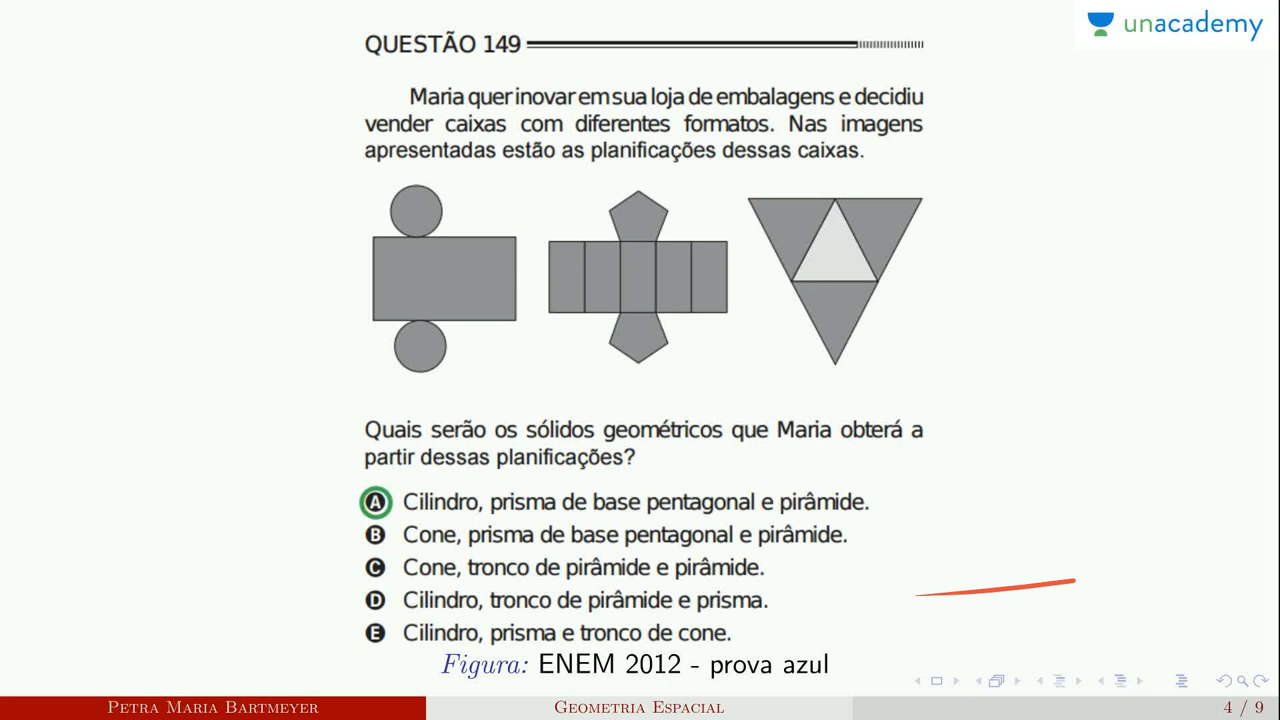 unacademy
QUESTÃO 149
Maria quer inovar em sua loja de embalagens e decidiu
vender caixas com diferentes formatos. Nas imagens
apresentadas estão as planificações dessas caixas.
Quais serão os sólidos geométricos que Maria obterá a
partir dessas planificações?
A Cilindro, prisma de base pentagonal e pirâmide.
B Cone, prisma de base pentagonal e pirâmide.
C Cone, tronco de pirâmide e pirâmide.
D Cilindro, tronco de pirâmide e prisma.
E Cilindro, prisma e tronco de cone.
Figura: ENEM 2012 - prova azul
PETRA MARIA BARTMEYER
GEOMETRIA ESPACIAL
4 / 9